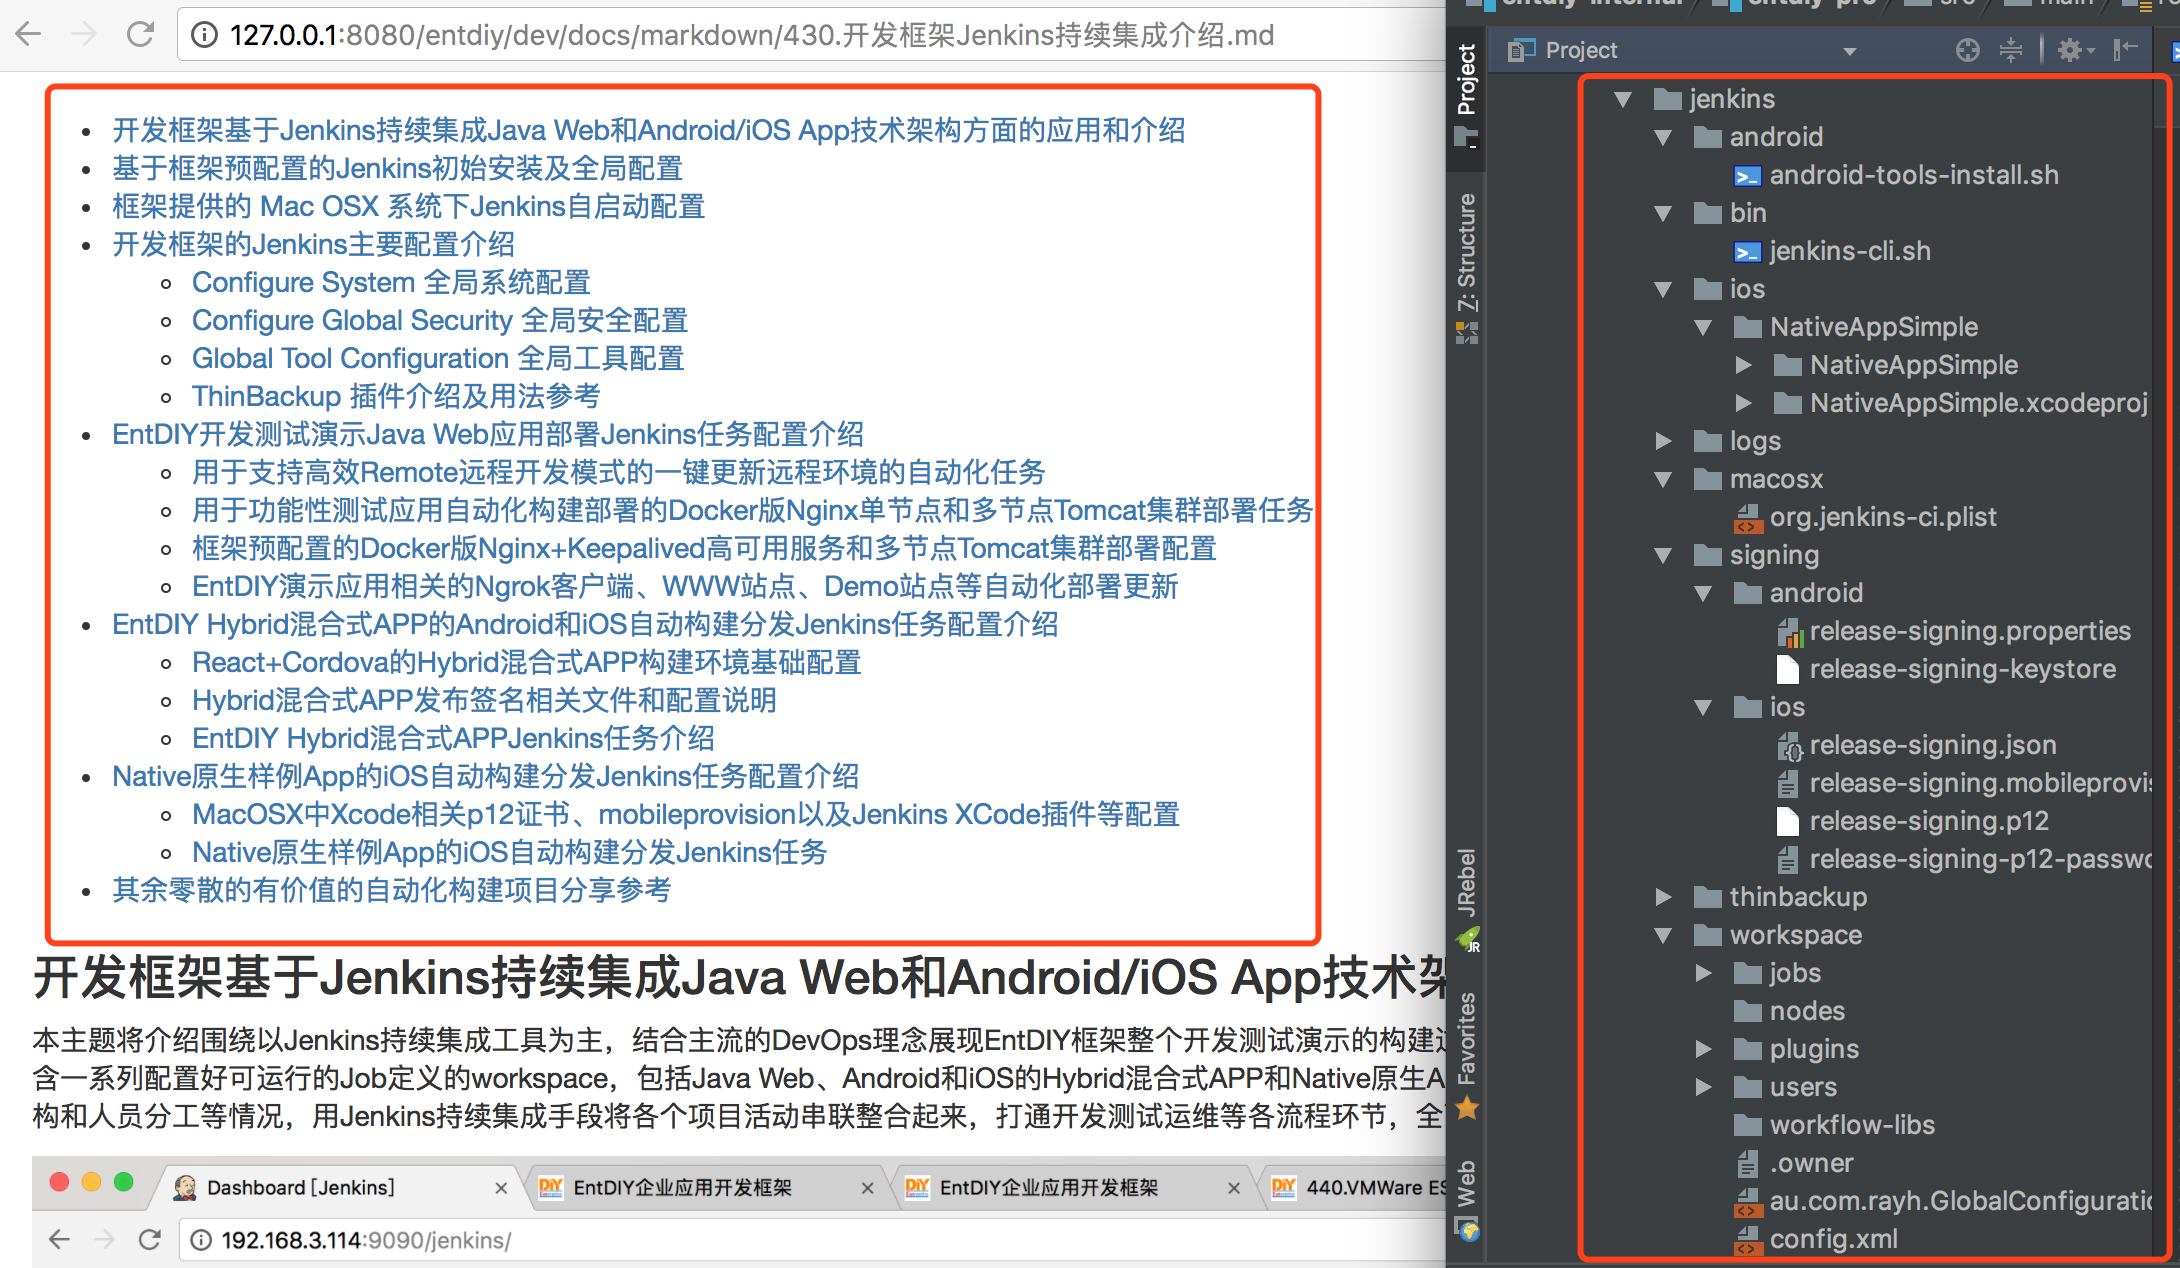 127.0.0.1:8080/entdiy/dev/docs/markdown/430.开发框架Jenkins持续集成介绍.md
开发框架基于Jenkins持续集成Java Web和Android/iOS App技术架构方面的应用和介绍
基于框架预配置的Jenkins初始安装及全局配置
框架提供的 Mac OSX 系统下Jenkins自启动配置
开发框架的Jenkins主要配置介绍
Configure System 全局系统配置
Configure Global Security 全局安全配置
Global Tool Configuration 全局工具配置
ThinBackup 插件介绍及用法参考
EntDIY开发测试演示Java Web应用部署Jenkins任务配置介绍
用于支持高效Remote远程开发模式的一键更新远程环境的自动化任务
用于功能性测试应用自动化构建部署的Docker版Nginx单节点和多节点Tomcat集群部署任务
框架预配置的Docker版Nginx+Keepalived高可用服务和多节点Tomcat集群部署配置
EntDIY演示应用相关的Ngrok客户端、WWW站点、Demo站点等自动化部署更新
EntDIY Hybrid混合式APP的Android和iOS自动构建分发Jenkins任务配置介绍
React+Cordova的Hybrid混合式APP构建环境基础配置
Hybrid混合式APP发布签名相关文件和配置说明
EntDIY Hybrid混合式APPJenkins任务介绍
Native原生样例App的iOS自动构建分发Jenkins任务配置介绍
MacOSX中Xcode相关p12证书、mobileprovision以及Jenkins XCode插件等配置
Native原生样例App的iOS自动构建分发Jenkins任务
其余零散的有价值的自动化构建项目分享参考
开发框架基于Jenkins持续集成Java Web和Android/iOS App技术架
本主题将介绍围绕以Jenkins持续集成工具为主，结合主流的DevOps理念展现EntDIY框架整个开发测试演示的构建过
含一系列配置好可运行的Job定义的workspace，包括Java Web、Android和iOS的Hybrid混合式APP和Native原生A
构和人员分工等情况，用Jenkins持续集成手段将各个项目活动串联整合起来，打通开发测试运维等各流程环节，全
Dashboard [Jenkins]
EntDIY企业应用开发框架
EntDIY企业应用开发框架
440.VMWare ES
192.168.3.114:9090/jenkins/
Project
Project
7: Structure
JRebel
Favorites
Web
jenkins
android
android-tools-install.sh
bin
jenkins-cli.sh
ios
NativeAppSimple
NativeAppSimple
NativeAppSimple.xcodeproj
logs
macosx
org.jenkins-ci.plist
signing
android
release-signing.properties
release-signing-keystore
ios
release-signing.json
release-signing.mobileprovis
release-signing.p12
release-signing-p12-passwo
thinbackup
workspace
jobs
nodes
plugins
users
workflow-libs
.owner
au.com.rayh.GlobalConfiguratio
config.xml